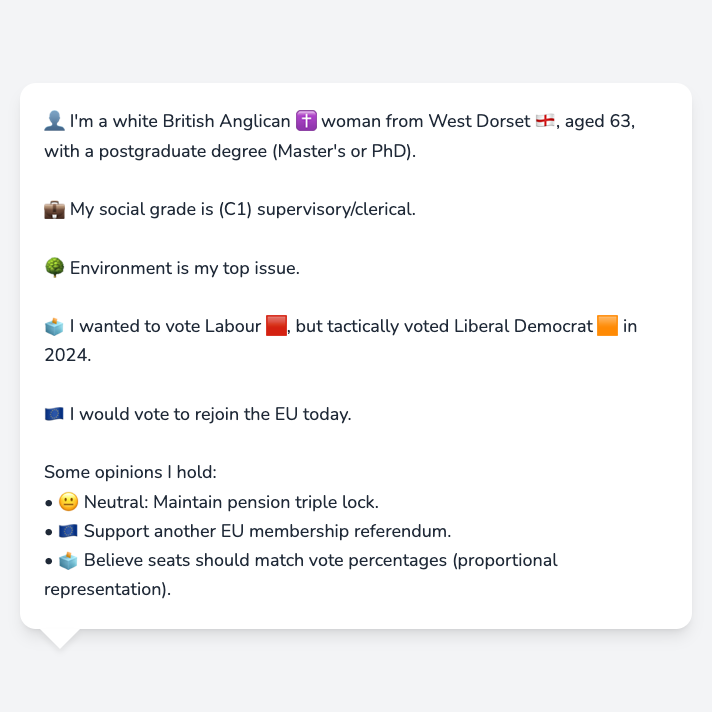 👤 I'm a white British Anglican ✝️ woman from West Dorset 🏴󠁧󠁢󠁥󠁮󠁧󠁿, aged 63,
with a postgraduate degree (Master's or PhD).
💼 My social grade is (C1) supervisory/clerical.
🌳 Environment is my top issue.
🗳️ I wanted to vote Labour 🟥, but tactically voted Liberal Democrat 🟧 in
2024.
🇪🇺 I would vote to rejoin the EU today.
Some opinions I hold:
• 😐 Neutral: Maintain pension triple lock.
• 🇪🇺 Support another EU membership referendum.
• 🗳️ Believe seats should match vote percentages (proportional
representation).